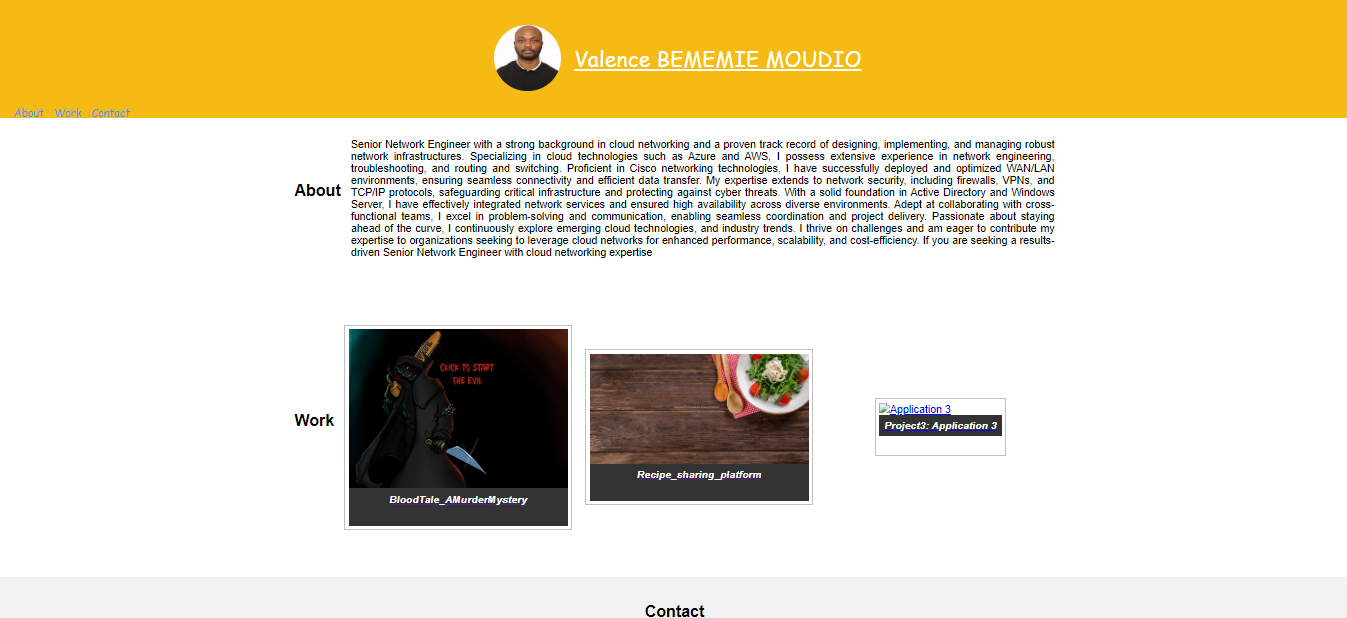 Valence BEMEMIE MOUDIO
About Work Contact
About
Senior Network Engineer with a strong background in cloud networking and a proven track record of designing, implementing, and managing robust
network infrastructures. Specializing in cloud technologies such as Azure and AWS, I possess extensive experience in network engineering,
troubleshooting, and routing and switching. Proficient in Cisco networking technologies, I have successfully deployed and optimized WAN/LAN
environments, ensuring seamless connectivity and efficient data transfer. My expertise extends to network security, including firewalls, VPNs, and
TCP/IP protocols, safeguarding critical infrastructure and protecting against cyber threats. With a solid foundation in Active Directory and Windows
Server, I have effectively integrated network services and ensured high availability across diverse environments. Adept at collaborating with cross-
functional teams, I excel in problem-solving and communication, enabling seamless coordination and project delivery. Passionate about staying
ahead of the curve, I continuously explore emerging cloud technologies, and industry trends. I thrive on challenges and am eager to contribute my
expertise to organizations seeking to leverage cloud networks for enhanced performance, scalability, and cost-efficiency. If you are seeking a results-
driven Senior Network Engineer with cloud networking expertise
Work
CLICK TO START
THE EVIL
BloodTale_AMurderMystery
Recipe_sharing_platform
Application 3
Project3: Application 3
Contact